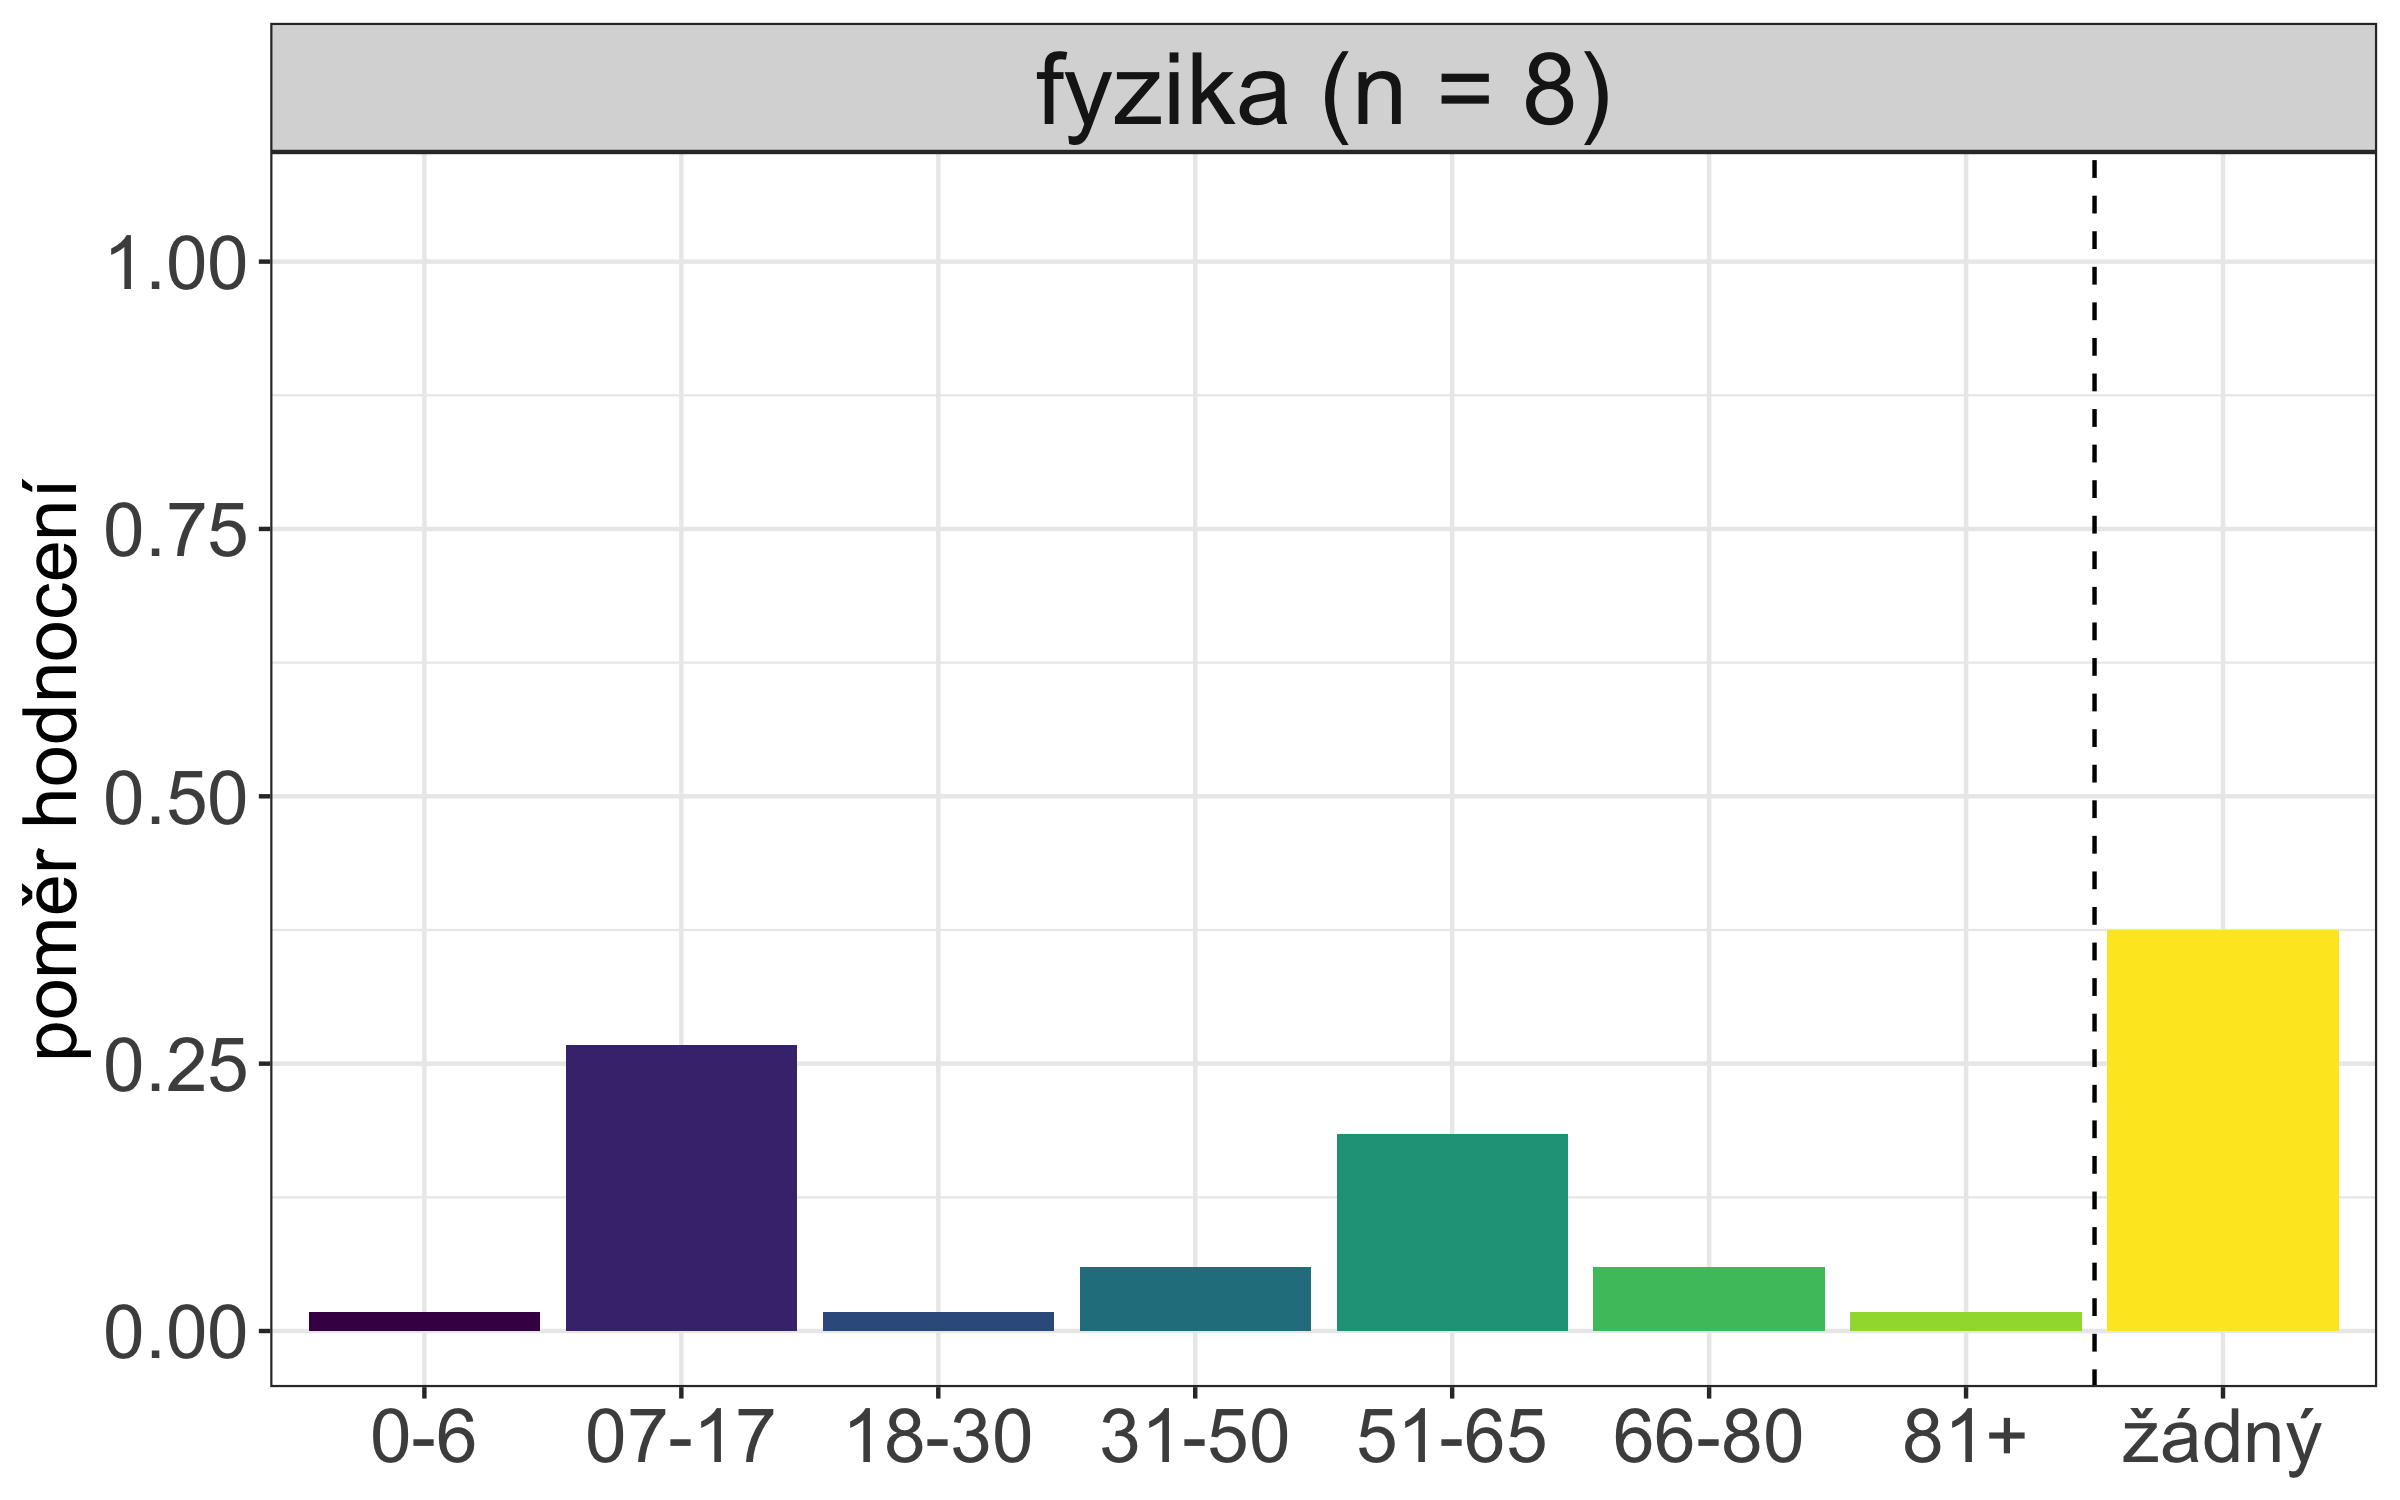 fyzika (n = 8)
poměr hodnocení
1.00
0.75
0.50
0.25
0.00
0-6 07-17 18-30 31-50 51-65 66-80 81+ žádný